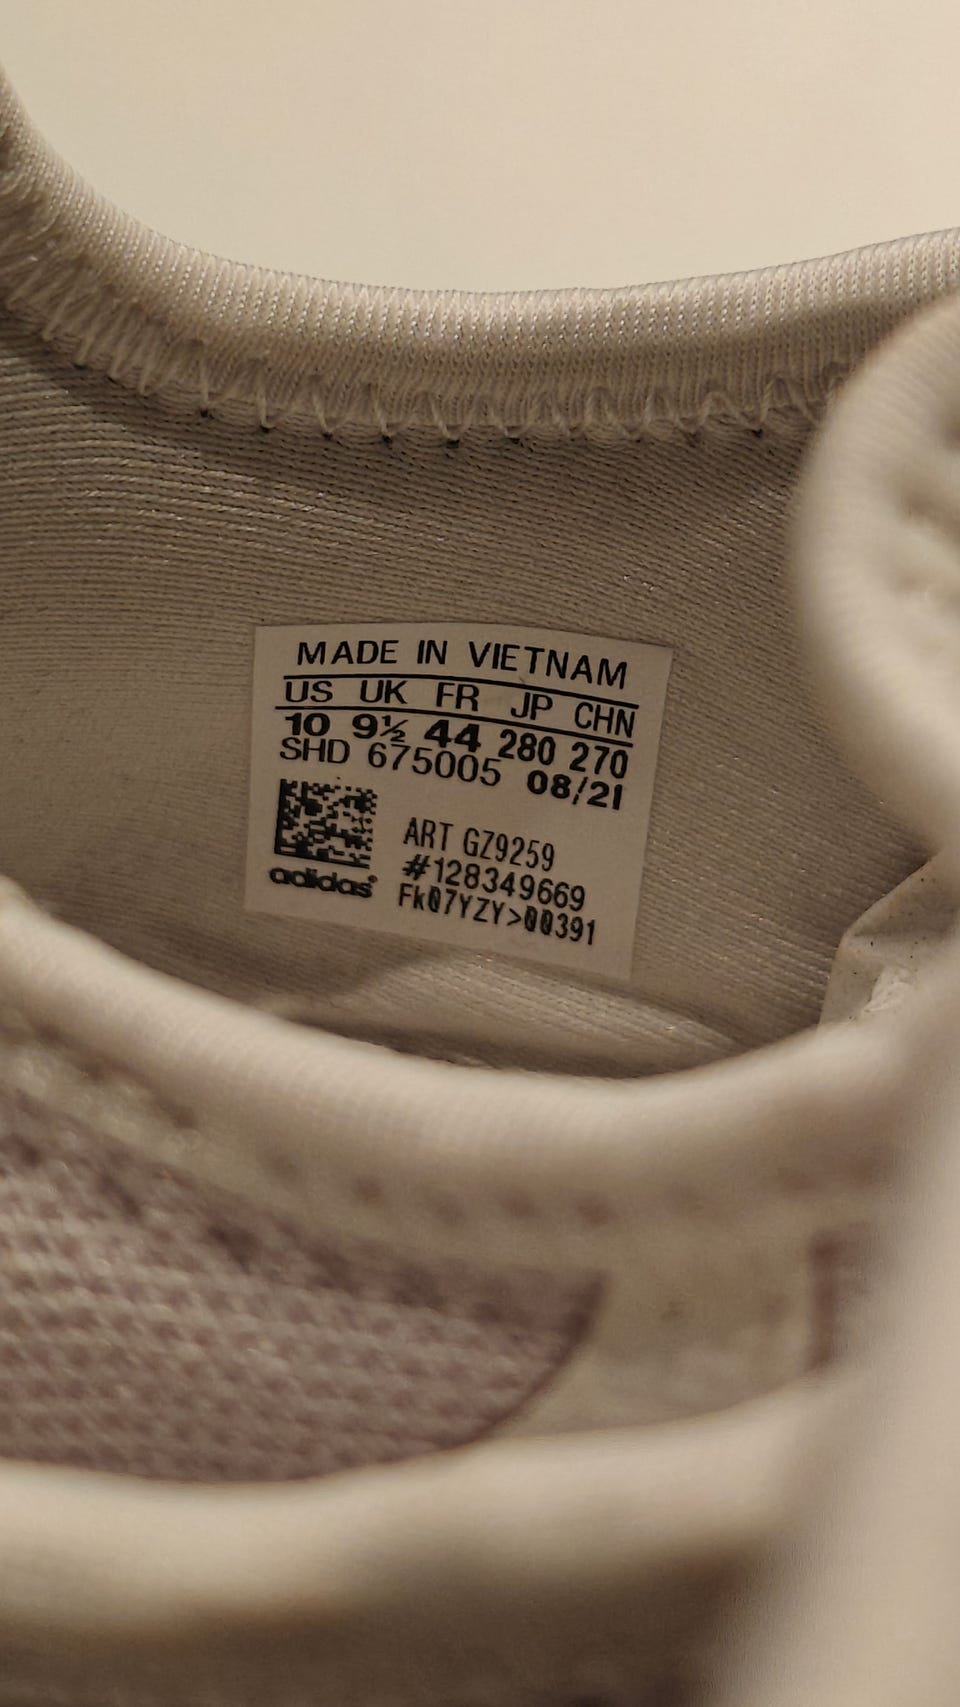 MADE IN VIETNAM
US UK FR JP CHN
10 9½ 44 280 270
SHD 675005 08/21
ART GZ9259
#128349669
adidas
Fk07YZY>00391